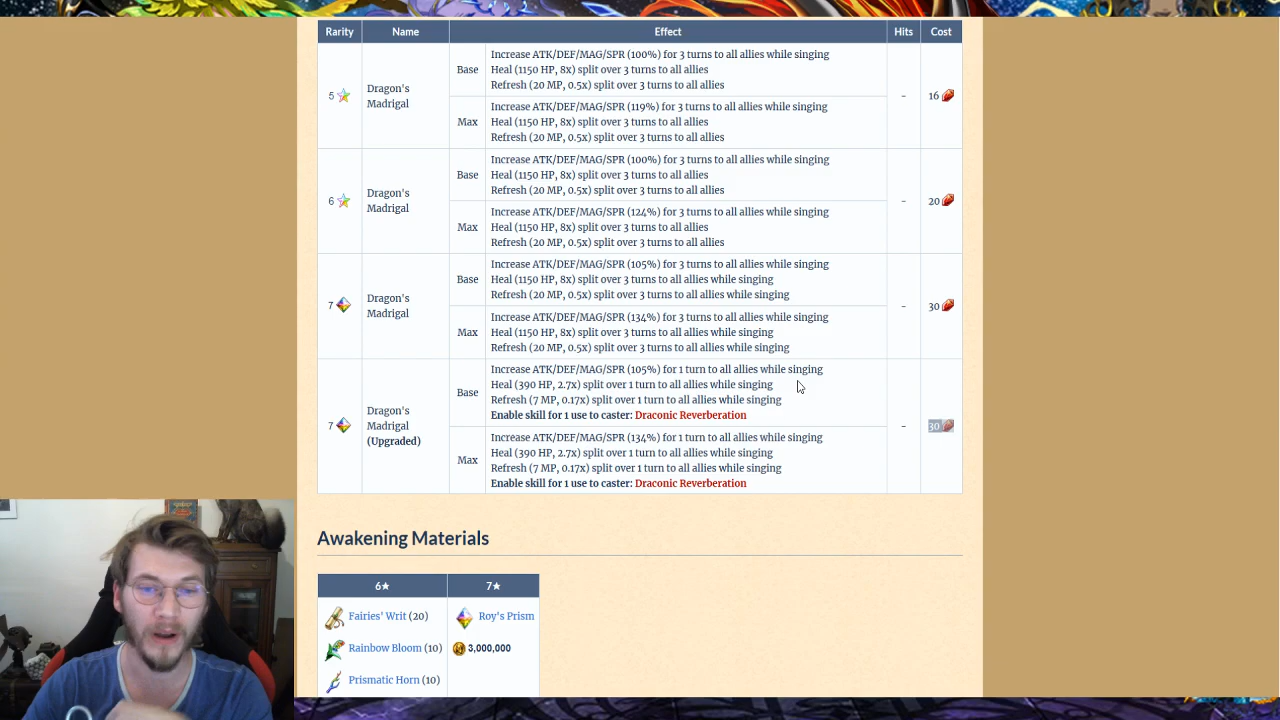 Rarity Name Effect Hits Cost
5 Dragon's Madrigal
Base
Increase ATK/DEF/MAG/SPR (100%) for 3 turns to all allies while singing
Heal (1150 HP, 8x) split over 3 turns to all allies
Refresh (20 MP, 0.5x) split over 3 turns to all allies
Max
Increase ATK/DEF/MAG/SPR (119%) for 3 turns to all allies while singing
Heal (1150 HP, 8x) split over 3 turns to all allies
Refresh (20 MP, 0.5x) split over 3 turns to all allies
- 16
6 Dragon's Madrigal
Base
Increase ATK/DEF/MAG/SPR (100%) for 3 turns to all allies while singing
Heal (1150 HP, 8x) split over 3 turns to all allies
Refresh (20 MP, 0.5x) split over 3 turns to all allies
Max
Increase ATK/DEF/MAG/SPR (124%) for 3 turns to all allies while singing
Heal (1150 HP, 8x) split over 3 turns to all allies
Refresh (20 MP, 0.5x) split over 3 turns to all allies
- 20
7 Dragon's Madrigal
Base
Increase ATK/DEF/MAG/SPR (105%) for 3 turns to all allies while singing
Heal (1150 HP, 8x) split over 3 turns to all allies while singing
Refresh (20 MP, 0.5x) split over 3 turns to all allies while singing
Max
Increase ATK/DEF/MAG/SPR (134%) for 3 turns to all allies while singing
Heal (1150 HP, 8x) split over 3 turns to all allies while singing
Refresh (20 MP, 0.5x) split over 3 turns to all allies while singing
- 30
7 Dragon's Madrigal (Upgraded)
Base
Increase ATK/DEF/MAG/SPR (105%) for 1 turn to all allies while singing
Heal (390 HP, 2.7x) split over 1 turn to all allies while singing
Refresh (7 MP, 0.17x) split over 1 turn to all allies while singing
Enable skill for 1 use to caster: Draconic Reverberation
Max
Increase ATK/DEF/MAG/SPR (134%) for 1 turn to all allies while singing
Heal (390 HP, 2.7x) split over 1 turn to all allies while singing
Refresh (7 MP, 0.17x) split over 1 turn to all allies while singing
Enable skill for 1 use to caster: Draconic Reverberation
- 30
Awakening Materials
6★ 7★
Fairies' Writ (20) Roy's Prism
Rainbow Bloom (10) 3,000,000
Prismatic Horn (10)